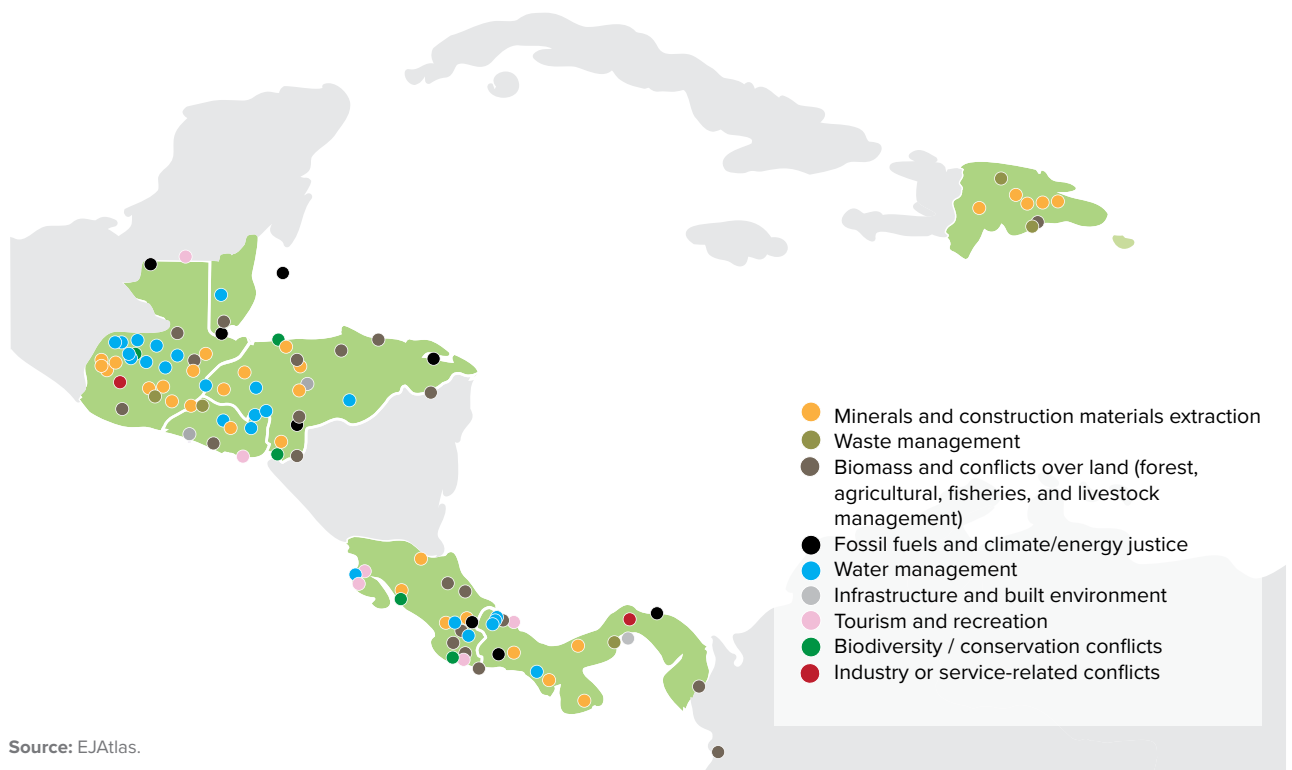 Minerals and construction materials extraction
Waste management
Biomass and conflicts over land (forest,
agricultural, fisheries, and livestock
management)
Fossil fuels and climate/energy justice
Water management
Infrastructure and built environment
Tourism and recreation
Biodiversity / conservation conflicts
Industry or service-related conflicts
Source: EJAtlas.